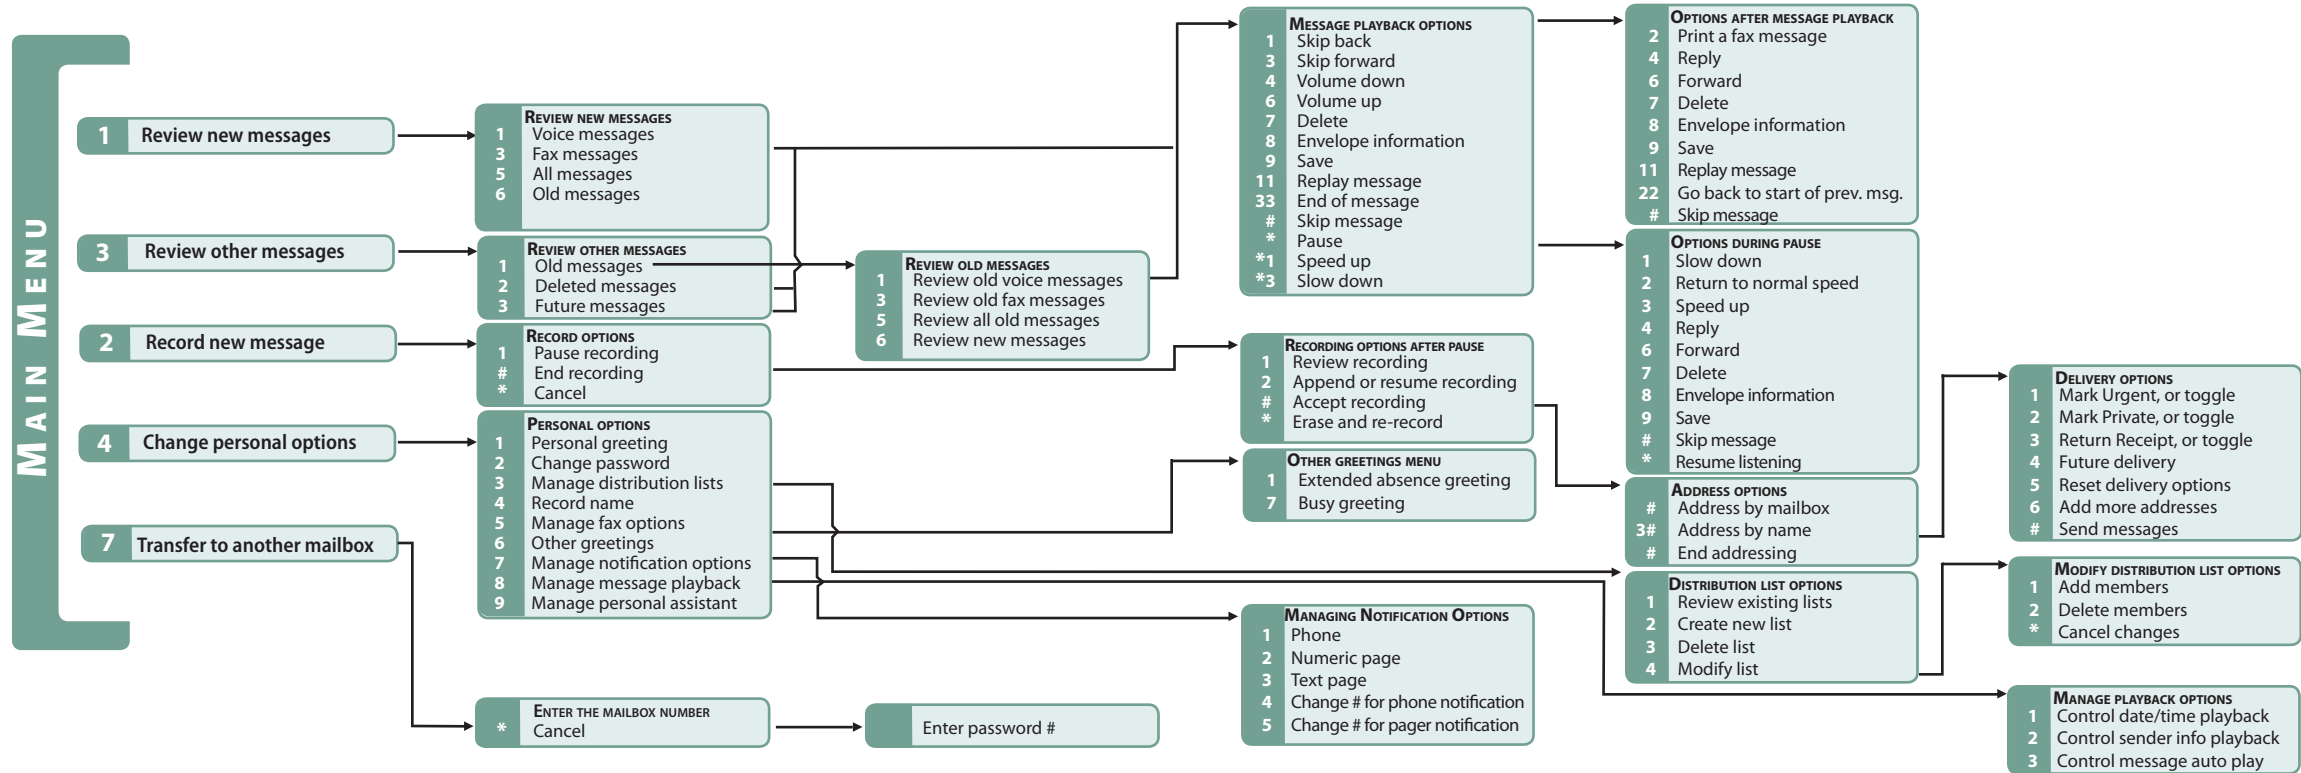 MAIN MENU
1 Review new messages
3 Review other messages
2 Record new message
4 Change personal options
7 Transfer to another mailbox
REVIEW NEW MESSAGES
1 Voice messages
3 Fax messages
5 All messages
6 Old messages
REVIEW OTHER MESSAGES
1 Old messages
2 Deleted messages
3 Future messages
RECORD OPTIONS
1 Pause recording
# End recording
* Cancel
PERSONAL OPTIONS
1 Personal greeting
2 Change password
3 Manage distribution lists
4 Record name
5 Manage fax options
6 Other greetings
7 Manage notification options
8 Manage message playback
9 Manage personal assistant
ENTER THE MAILBOX NUMBER
* Cancel
REVIEW OLD MESSAGES
1 Review old voice messages
3 Review old fax messages
5 Review all old messages
6 Review new messages
Enter password #
MESSAGE PLAYBACK OPTIONS
1 Skip back
3 Skip forward
4 Volume down
6 Volume up
7 Delete
8 Envelope information
9 Save
11 Replay message
33 End of message
# Skip message
* Pause
*1 Speed up
*3 Slow down
RECORDING OPTIONS AFTER PAUSE
1 Review recording
2 Append or resume recording
# Accept recording
* Erase and re-record
OTHER GREETINGS MENU
1 Extended absence greeting
7 Busy greeting
MANAGING NOTIFICATION OPTIONS
1 Phone
2 Numeric page
3 Text page
4 Change # for phone notification
5 Change # for pager notification
OPTIONS AFTER MESSAGE PLAYBACK
2 Print a fax message
4 Reply
6 Forward
7 Delete
8 Envelope information
9 Save
11 Replay message
22 Go back to start of prev. msg.
# Skip message
OPTIONS DURING PAUSE
1 Slow down
2 Return to normal speed
3 Speed up
4 Reply
6 Forward
7 Delete
8 Envelope information
9 Save
# Skip message
* Resume listening
ADDRESS OPTIONS
# Address by mailbox
3# Address by name
# End addressing
DISTRIBUTION LIST OPTIONS
1 Review existing lists
2 Create new list
3 Delete list
4 Modify list
DELIVERY OPTIONS
1 Mark Urgent, or toggle
2 Mark Private, or toggle
3 Return Receipt, or toggle
4 Future delivery
5 Reset delivery options
6 Add more addresses
# Send messages
MODIFY DISTRIBUTION LIST OPTIONS
1 Add members
2 Delete members
* Cancel changes
MANAGE PLAYBACK OPTIONS
1 Control date/time playback
2 Control sender info playback
3 Control message auto play